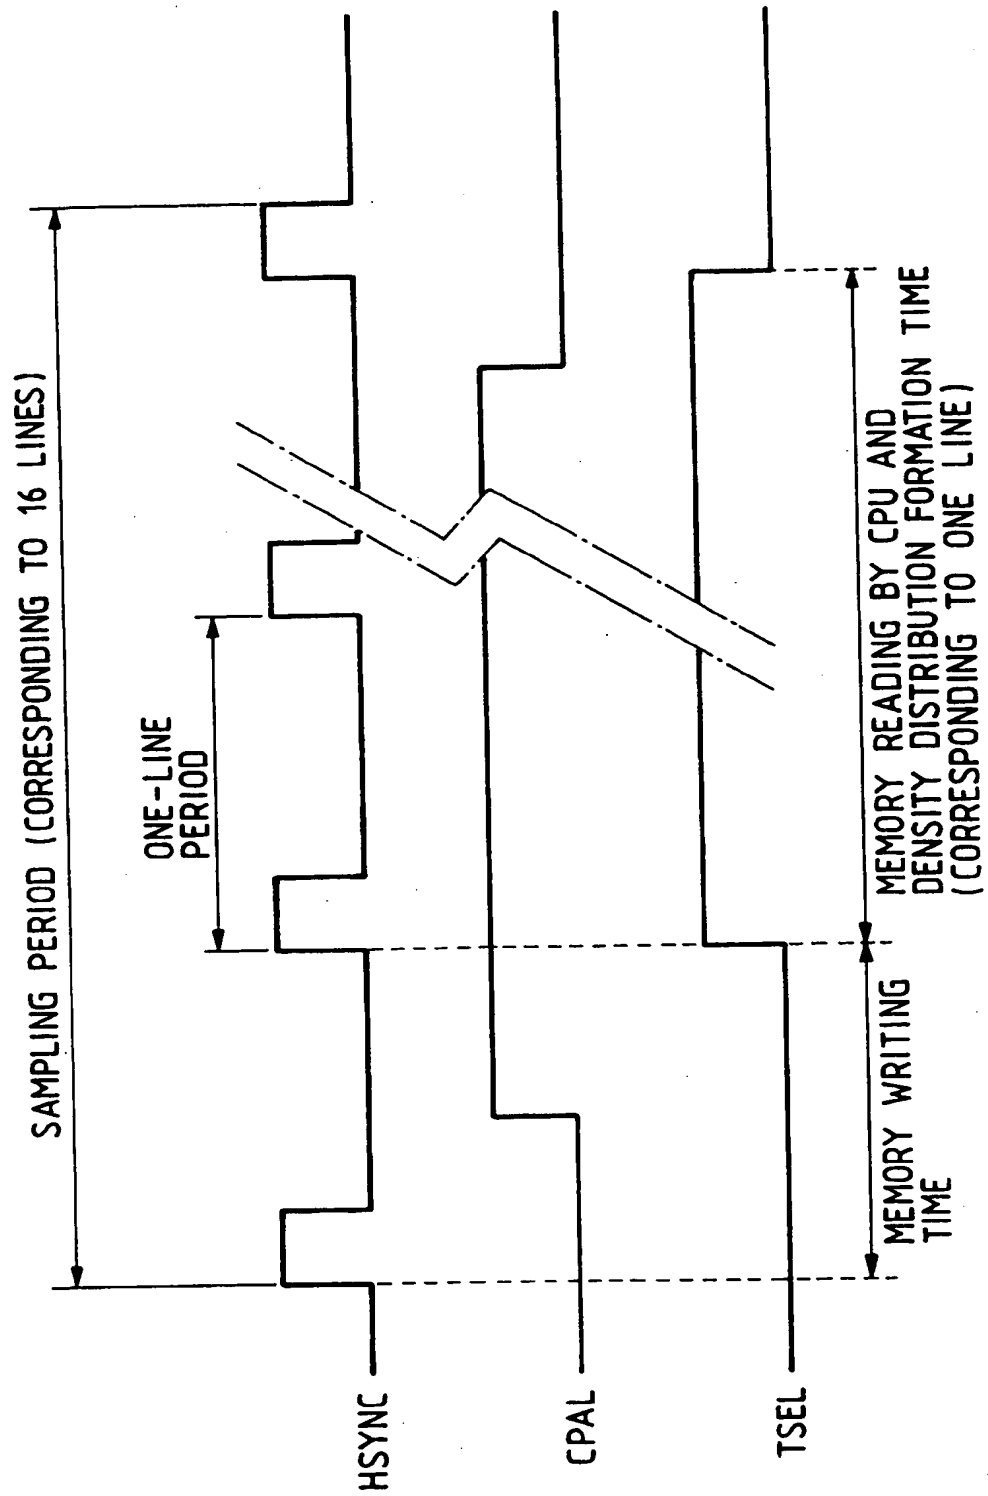 SAMPLING PERIOD (CORRESPONDING TO 16 LINES)
ONE-LINE
PERIOD
HSYNC
CPAL
TSEL
MEMORY WRITING
TIME
MEMORY READING BY CPU AND
DENSITY DISTRIBUTION FORMATION TIME
(CORRESPONDING TO ONE LINE)